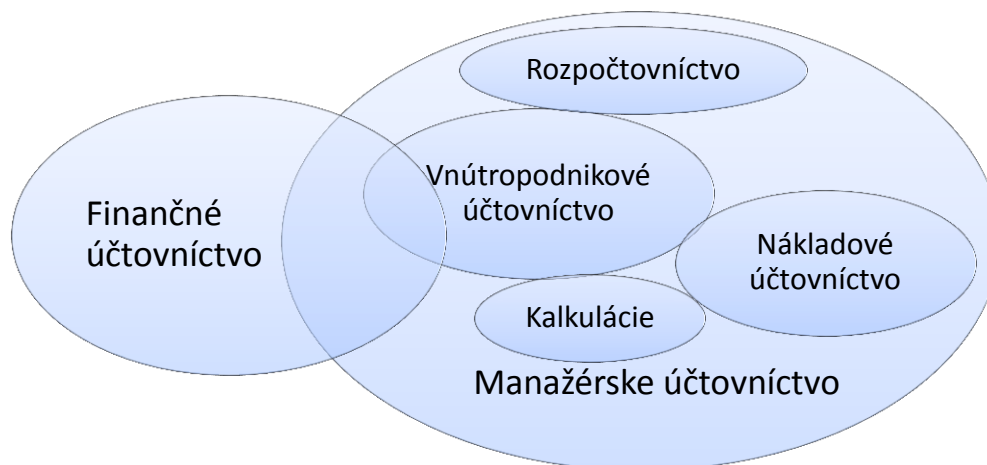 Rozpočtovníctvo
Vnútropodnikové
účtovníctvo
Finančné
účtovníctvo
Nákladové
účtovníctvo
Kalkulácie
Manažérske účtovníctvo